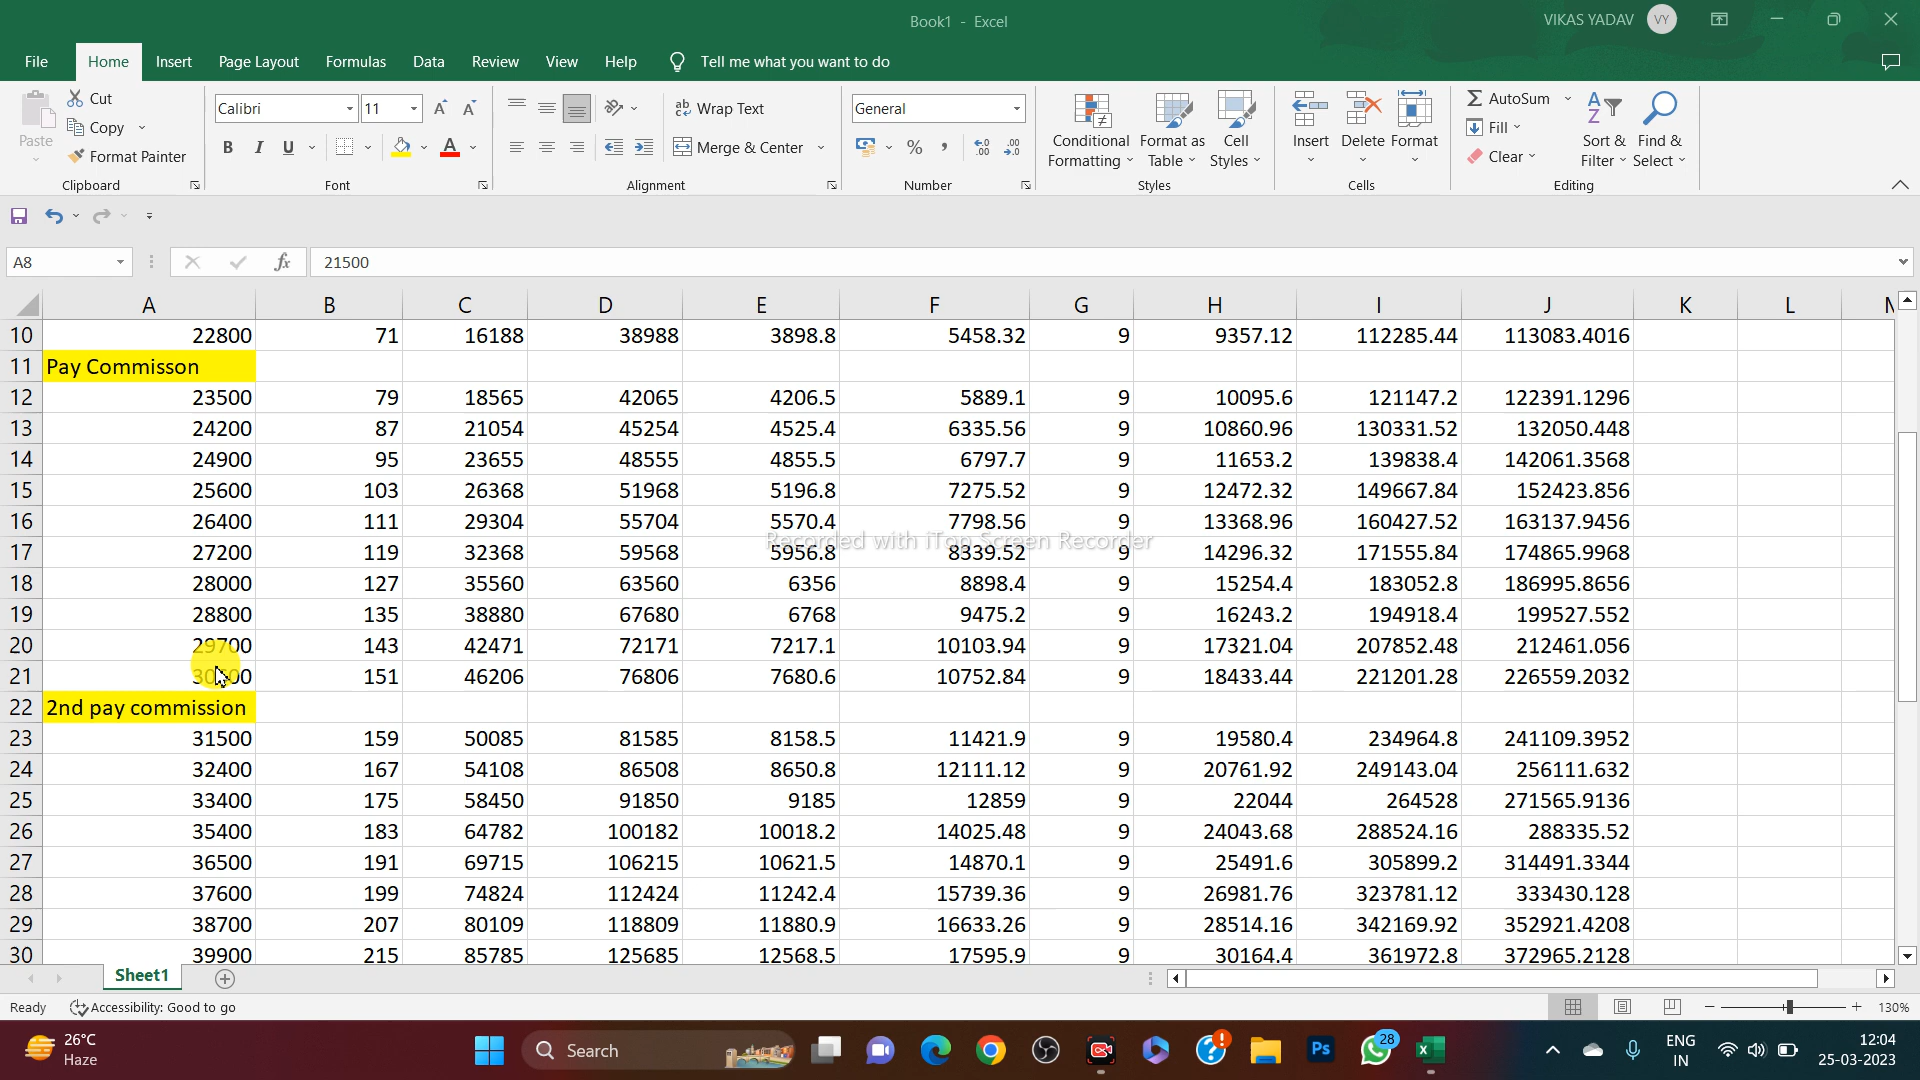 Book1 - Excel
VIKAS YADAV VY
File Home Insert Page Layout Formulas Data Review View Help Tell me what you want to do
Paste
Cut
Copy
Format Painter
Clipboard
Calibri 11
B I U
Font
Wrap Text
Merge & Center
Alignment
General
Number
Conditional Formatting
Format as Table
Cell Styles
Styles
Insert Delete Format
Cells
AutoSum
Fill
Clear
Sort & Filter
Find & Select
Editing
A8 fx 21500
A B C D E F G H I J K L
10 22800 71 16188 38988 3898.8 5458.32 9 9357.12 112285.44 113083.4016
11 Pay Commisson
12 23500 79 18565 42065 4206.5 5889.1 9 10095.6 121147.2 122391.1296
13 24200 87 21054 45254 4525.4 6335.56 9 10860.96 130331.52 132050.448
14 24900 95 23655 48555 4855.5 6797.7 9 11653.2 139838.4 142061.3568
15 25600 103 26368 51968 5196.8 7275.52 9 12472.32 149667.84 152423.856
16 26400 111 29304 55704 5570.4 7798.56 9 13368.96 160427.52 163137.9456
Recorded with iTop Screen Recorder
17 27200 119 32368 59568 5956.8 8339.52 9 14296.32 171555.84 174865.9968
18 28000 127 35560 63560 6356 8898.4 9 15254.4 183052.8 186995.8656
19 28800 135 38880 67680 6768 9475.2 9 16243.2 194918.4 199527.552
20 29700 143 42471 72171 7217.1 10103.94 9 17321.04 207852.48 212461.056
21 151 46206 76806 7680.6 10752.84 9 18433.44 221201.28 226559.2032
22 2nd pay commission
23 31500 159 50085 81585 8158.5 11421.9 9 19580.4 234964.8 241109.3952
24 32400 167 54108 86508 8650.8 12111.12 9 20761.92 249143.04 256111.632
25 33400 175 58450 91850 9185 12859 9 22044 264528 271565.9136
26 35400 183 64782 100182 10018.2 14025.48 9 24043.68 288524.16 288335.52
27 36500 191 69715 106215 10621.5 14870.1 9 25491.6 305899.2 314491.3344
28 37600 199 74824 112424 11242.4 15739.36 9 26981.76 323781.12 333430.128
29 38700 207 80109 118809 11880.9 16633.26 9 28514.16 342169.92 352921.4208
30 39900 215 85785 125685 12568.5 17595.9 9 30164.4 361972.8 372965.2128
Sheet1
Ready Accessibility: Good to go 130%
26°C
Haze
Search
Ps
28
ENG
IN
12:04
25-03-2023